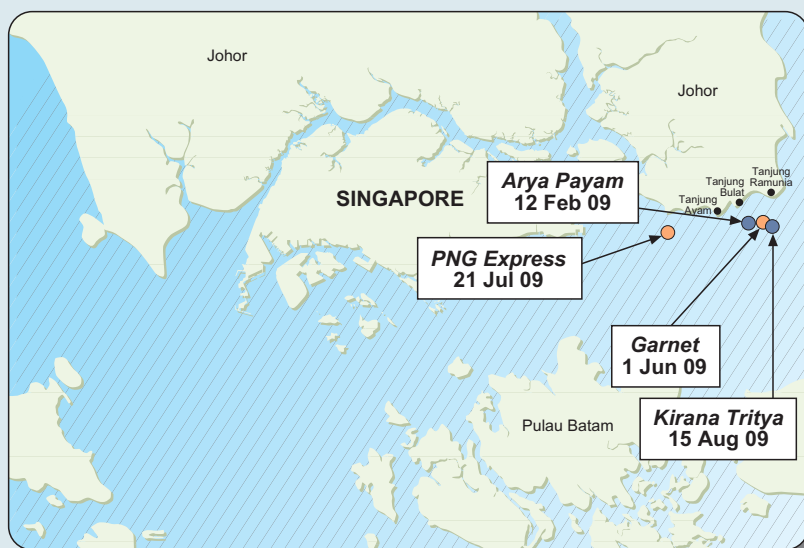 Johor
Johor
Tanjung
Ramunia
Tanjung
Bulat
Tanjung
Ayam
Arya Payam
12 Feb 09
SINGAPORE
PNG Express
21 Jul 09
Garnet
1 Jun 09
Kirana Tritya
15 Aug 09
Pulau Batam